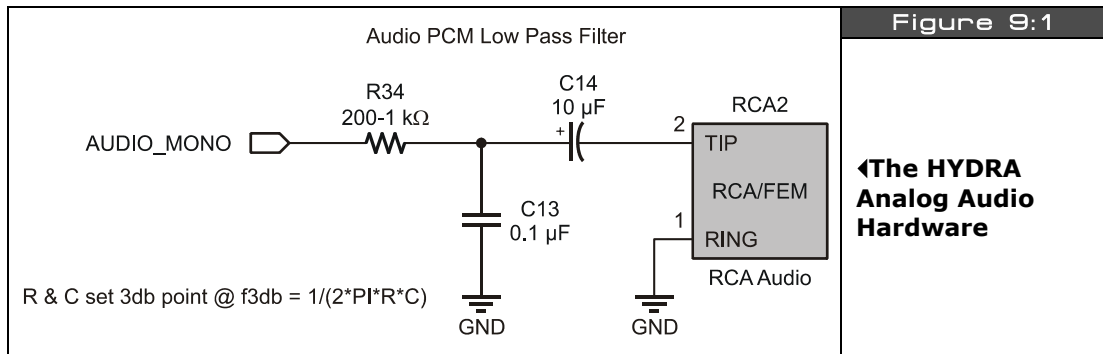 Figure 9:1
Audio PCM Low Pass Filter
C14
10 µF
R34
200-1 kΩ
RCA2
+
2
TIP
AUDIO_MONO
RCA/FEM
C13
0.1 µF
1
RING
RCA Audio
R & C set 3db point @ f3db = 1/(2*PI*R*C)
GND
GND
◀The HYDRA
Analog Audio
Hardware